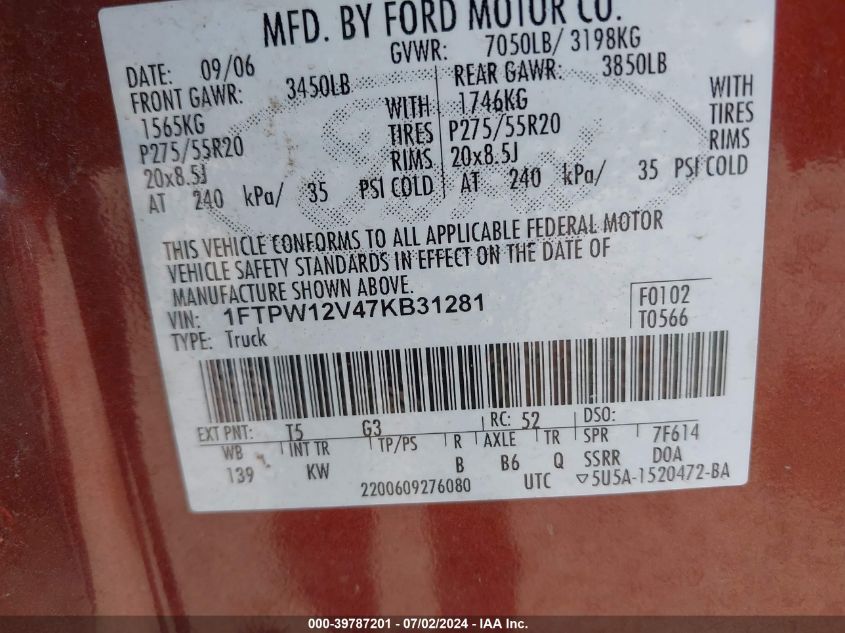 MFD. BY FORD MOTOR CO.
DATE: 09/06 GVWR: 7050LB/ 3198KG
FRONT GAWR: 3450LB REAR GAWR: 3850LB
1565KG WITH 1746KG WITH
P275/55R20 TIRES P275/55R20 TIRES
20x8.5J RIMS 20x8.5J RIMS
AT 240 kPa/ 35 PSI COLD AT 240 kPa/ 35 PSI COLD
THIS VEHICLE CONFORMS TO ALL APPLICABLE FEDERAL MOTOR
VEHICLE SAFETY STANDARDS IN EFFECT ON THE DATE OF
MANUFACTURE SHOWN ABOVE.
VIN: 1FTPW12V47KB31281 F0102
TYPE: Truck T0566
EXT PNT: T5 G3 RC: 52 DSO:
WB INT TR TP/PS R AXLE TR SPR 7F614
139 KW B B6 Q SSRR D0A
2200609276080 UTC ▽5U5A-1520472-BA
000-39787201 - 07/02/2024 - IAAI.com